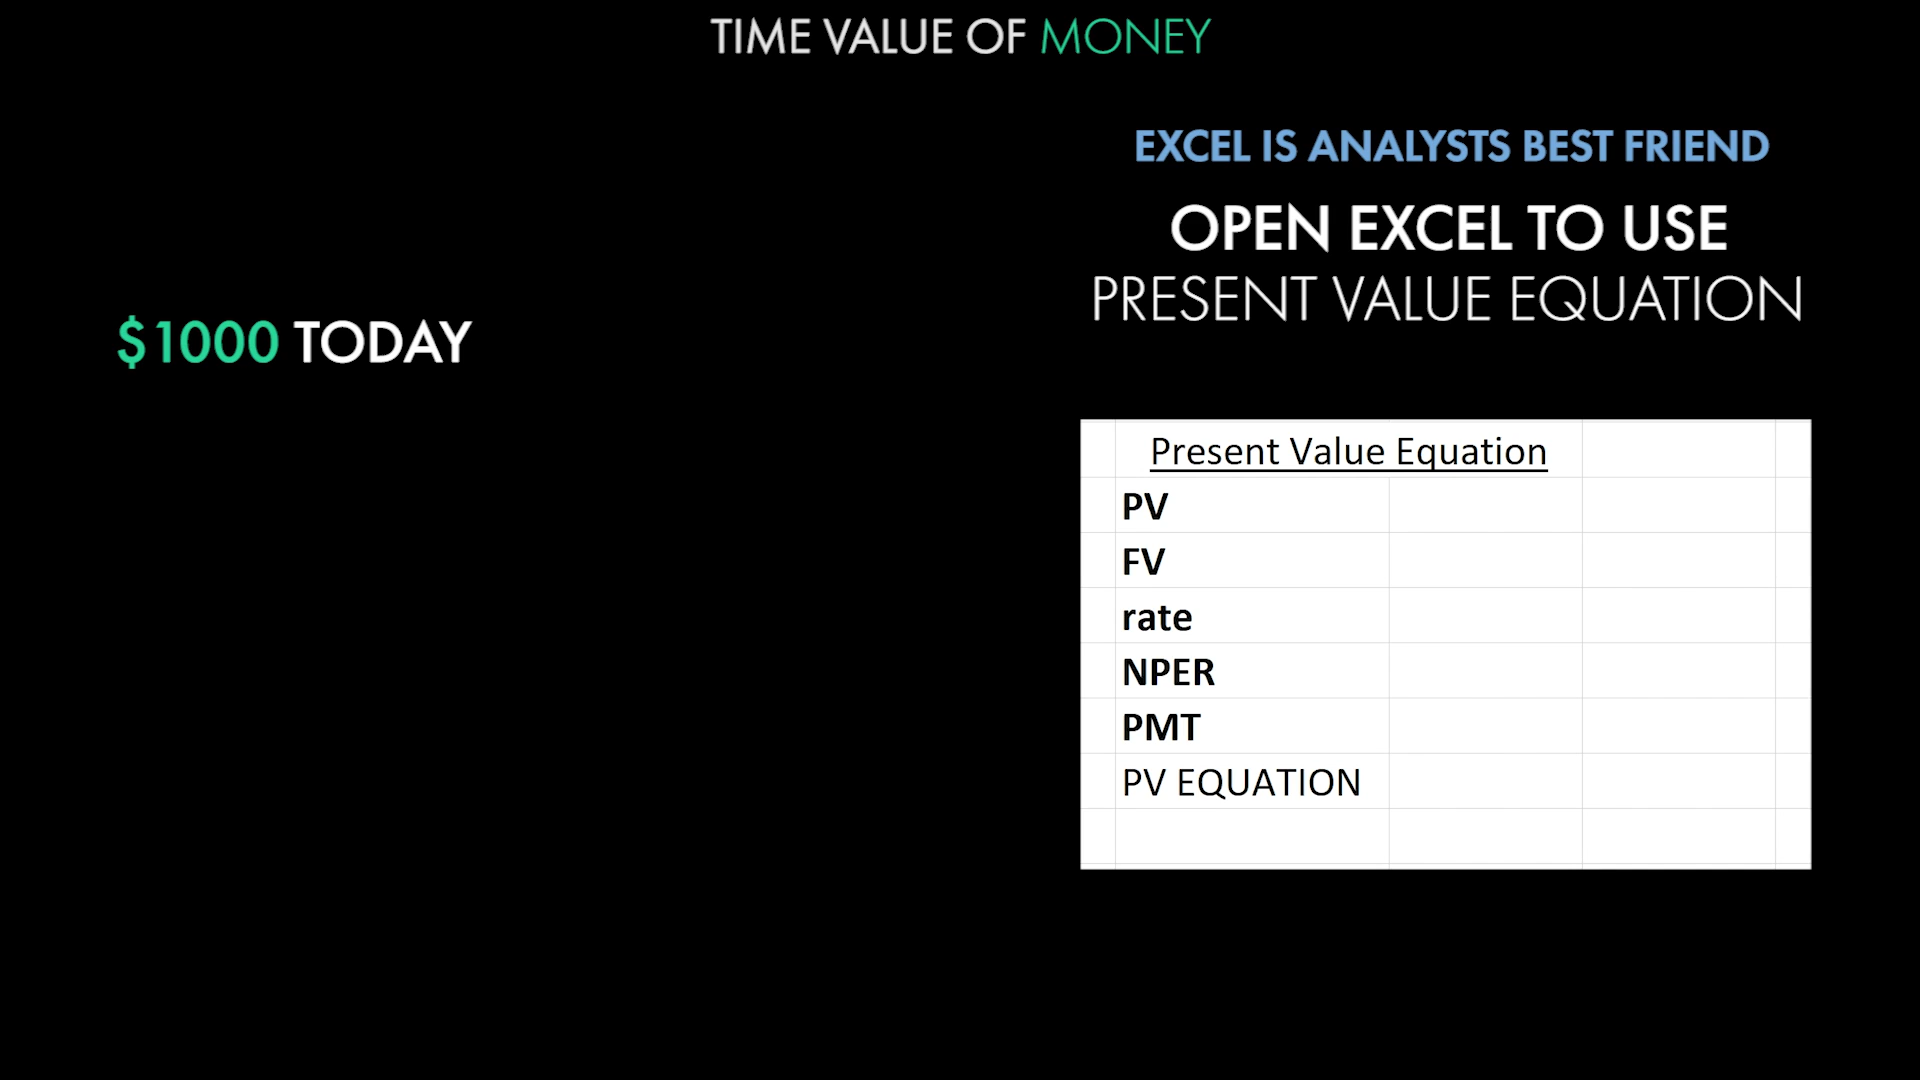 TIME VALUE OF MONEY
EXCEL IS ANALYSTS BEST FRIEND
OPEN EXCEL TO USE
PRESENT VALUE EQUATION
$1000 TODAY
Present Value Equation
PV
FV
rate
NPER
PMT
PV EQUATION